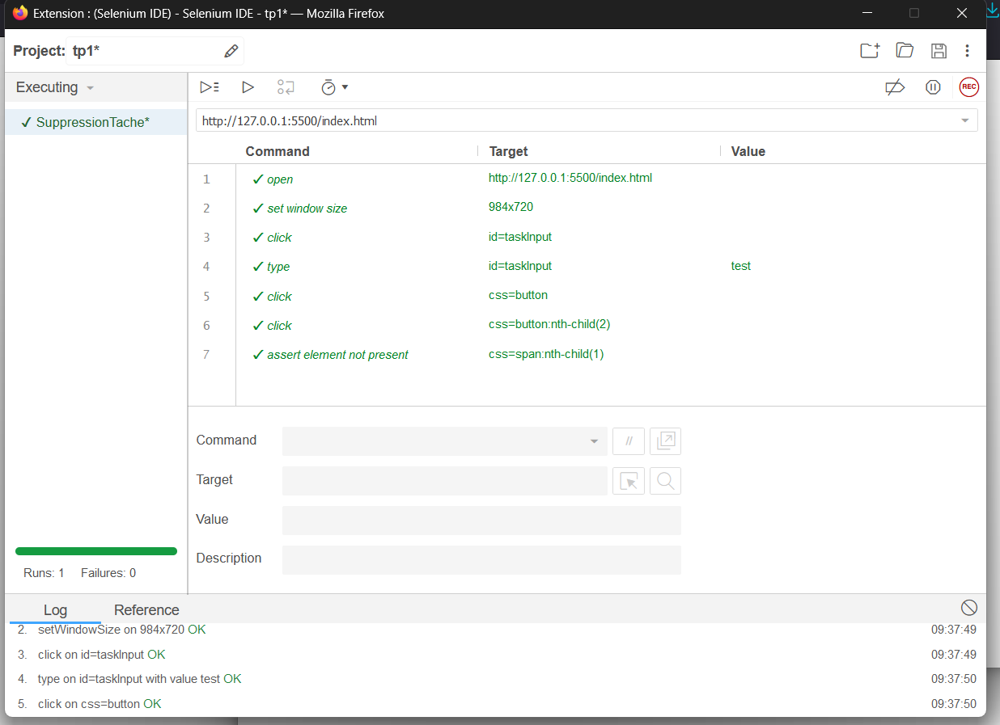 Extension : (Selenium IDE) - Selenium IDE - tp1* — Mozilla Firefox
Project: tp1*
Executing
REC
✓ SuppressionTache*
http://127.0.0.1:5500/index.html
Command Target Value
1 ✓ open http://127.0.0.1:5500/index.html
2 ✓ set window size 984x720
3 ✓ click id=taskInput
4 ✓ type id=taskInput test
5 ✓ click css=button
6 ✓ click css=button:nth-child(2)
7 ✓ assert element not present css=span:nth-child(1)
Command //
Target
Value
Description
Runs: 1 Failures: 0
Log Reference
2. setWindowSize on 984x720 OK 09:37:49
3. click on id=taskInput OK 09:37:49
4. type on id=taskInput with value test OK 09:37:50
5. click on css=button OK 09:37:50